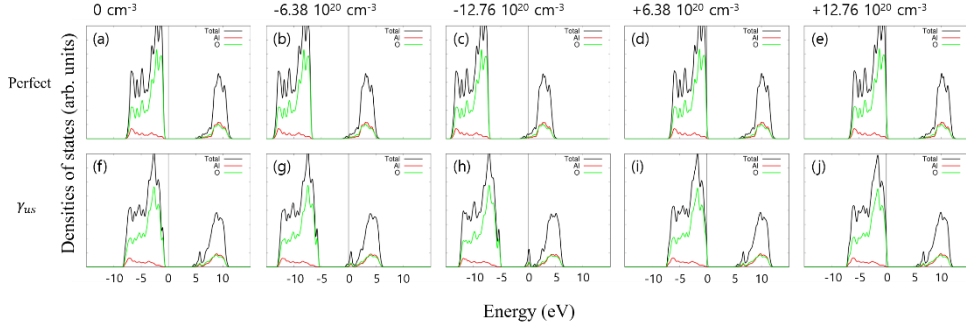 0 cm⁻³ -6.38 10²⁰ cm⁻³ -12.76 10²⁰ cm⁻³ +6.38 10²⁰ cm⁻³ +12.76 10²⁰ cm⁻³
(a) Total (b) Total (c) Total (d) Total (e) Total
Al Al Al Al Al
O O O O O
Perfect
Densities of states (arb. units)
(f) Total (g) Total (h) Total (i) Total (j) Total
Al Al Al Al Al
O O O O O
γus
-10 -5 0 5 10 -10 -5 0 5 10 -10 -5 0 5 10 -10 -5 0 5 10 -10 -5 0 5 10
Energy (eV)